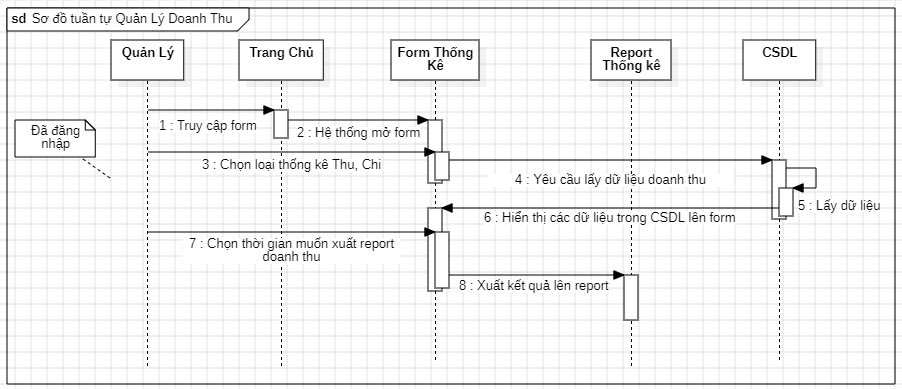 sd Sơ đồ tuần tự Quản Lý Doanh Thu
Quản Lý
Trang Chủ
Form Thống
Kê
Report
Thống kê
CSDL
Đã đăng
nhập
1 : Truy cập form
2 : Hệ thống mở form
3 : Chọn loại thống kê Thu, Chi
4 : Yêu cầu lấy dữ liệu doanh thu
5 : Lấy dữ liệu
6 : Hiển thị các dữ liệu trong CSDL lên form
7 : Chọn thời gian muốn xuất report
doanh thu
8 : Xuất kết quả lên report